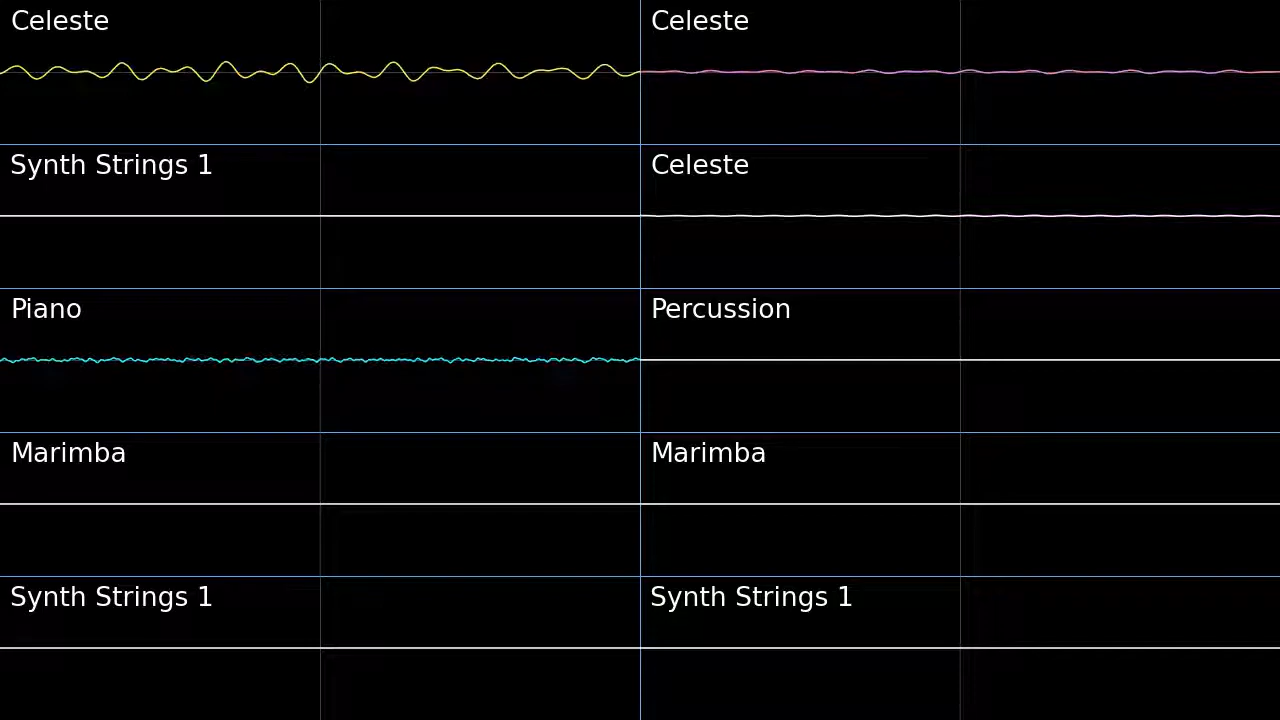 Celeste
Celeste
Synth Strings 1
Celeste
Piano
Percussion
Marimba
Marimba
Synth Strings 1
Synth Strings 1